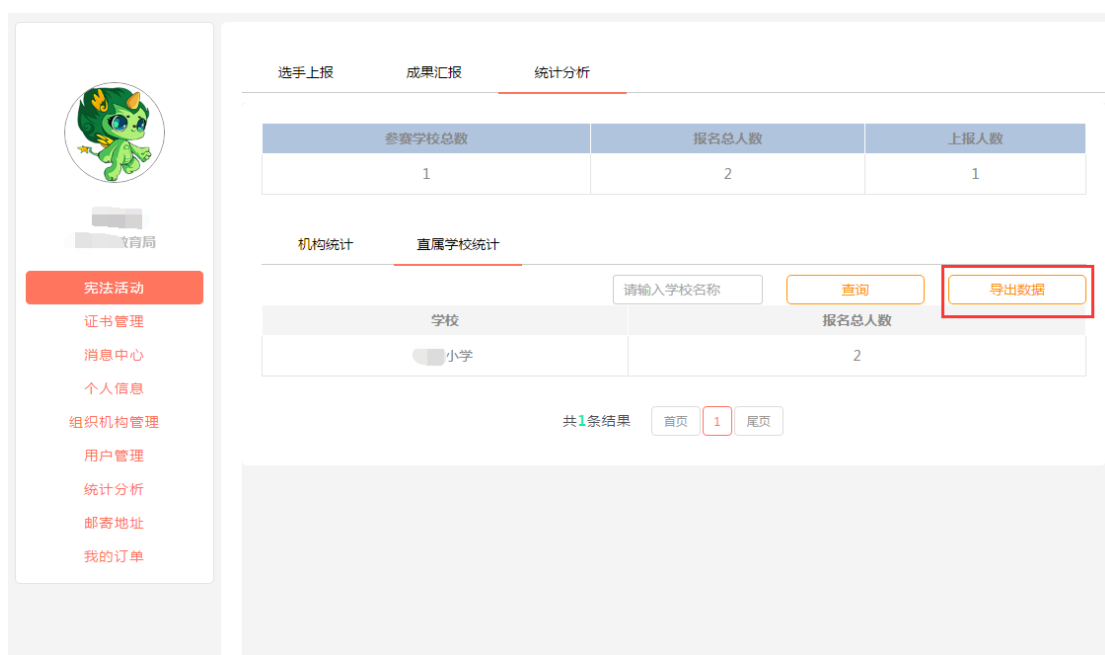 选手上报 成果汇报 统计分析
参赛学校总数 报名总人数 上报人数
1 2 1
育局
机构统计 直属学校统计
宪法活动
请输入学校名称 查询 导出数据
证书管理
学校 报名总人数
消息中心
小学 2
个人信息
组织机构管理
共1条结果 首页 1 尾页
用户管理
统计分析
邮寄地址
我的订单